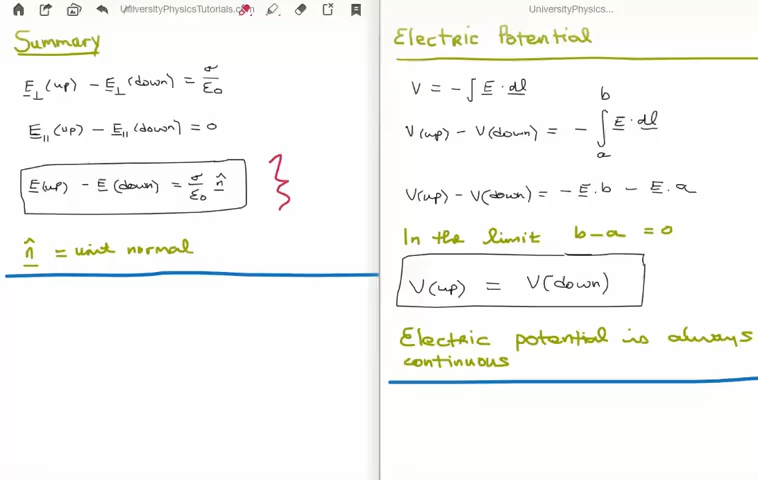 UniversityPhysicsTutorials.com
Summary
E⊥(up) − E⊥(down) = σ/ε0
E||(up) − E||(down) = 0
E(up) − E(down) = σ/ε0 n̂
n̂ = unit normal
UniversityPhysics...
Electric Potential
V = −∫ E · dl
V(up) − V(down) = −∫ₐᵇ E · dl
V(up) − V(down) = −E.b − E.a
In the limit b−a = 0
V(up) = V(down)
Electric potential is always
continuous